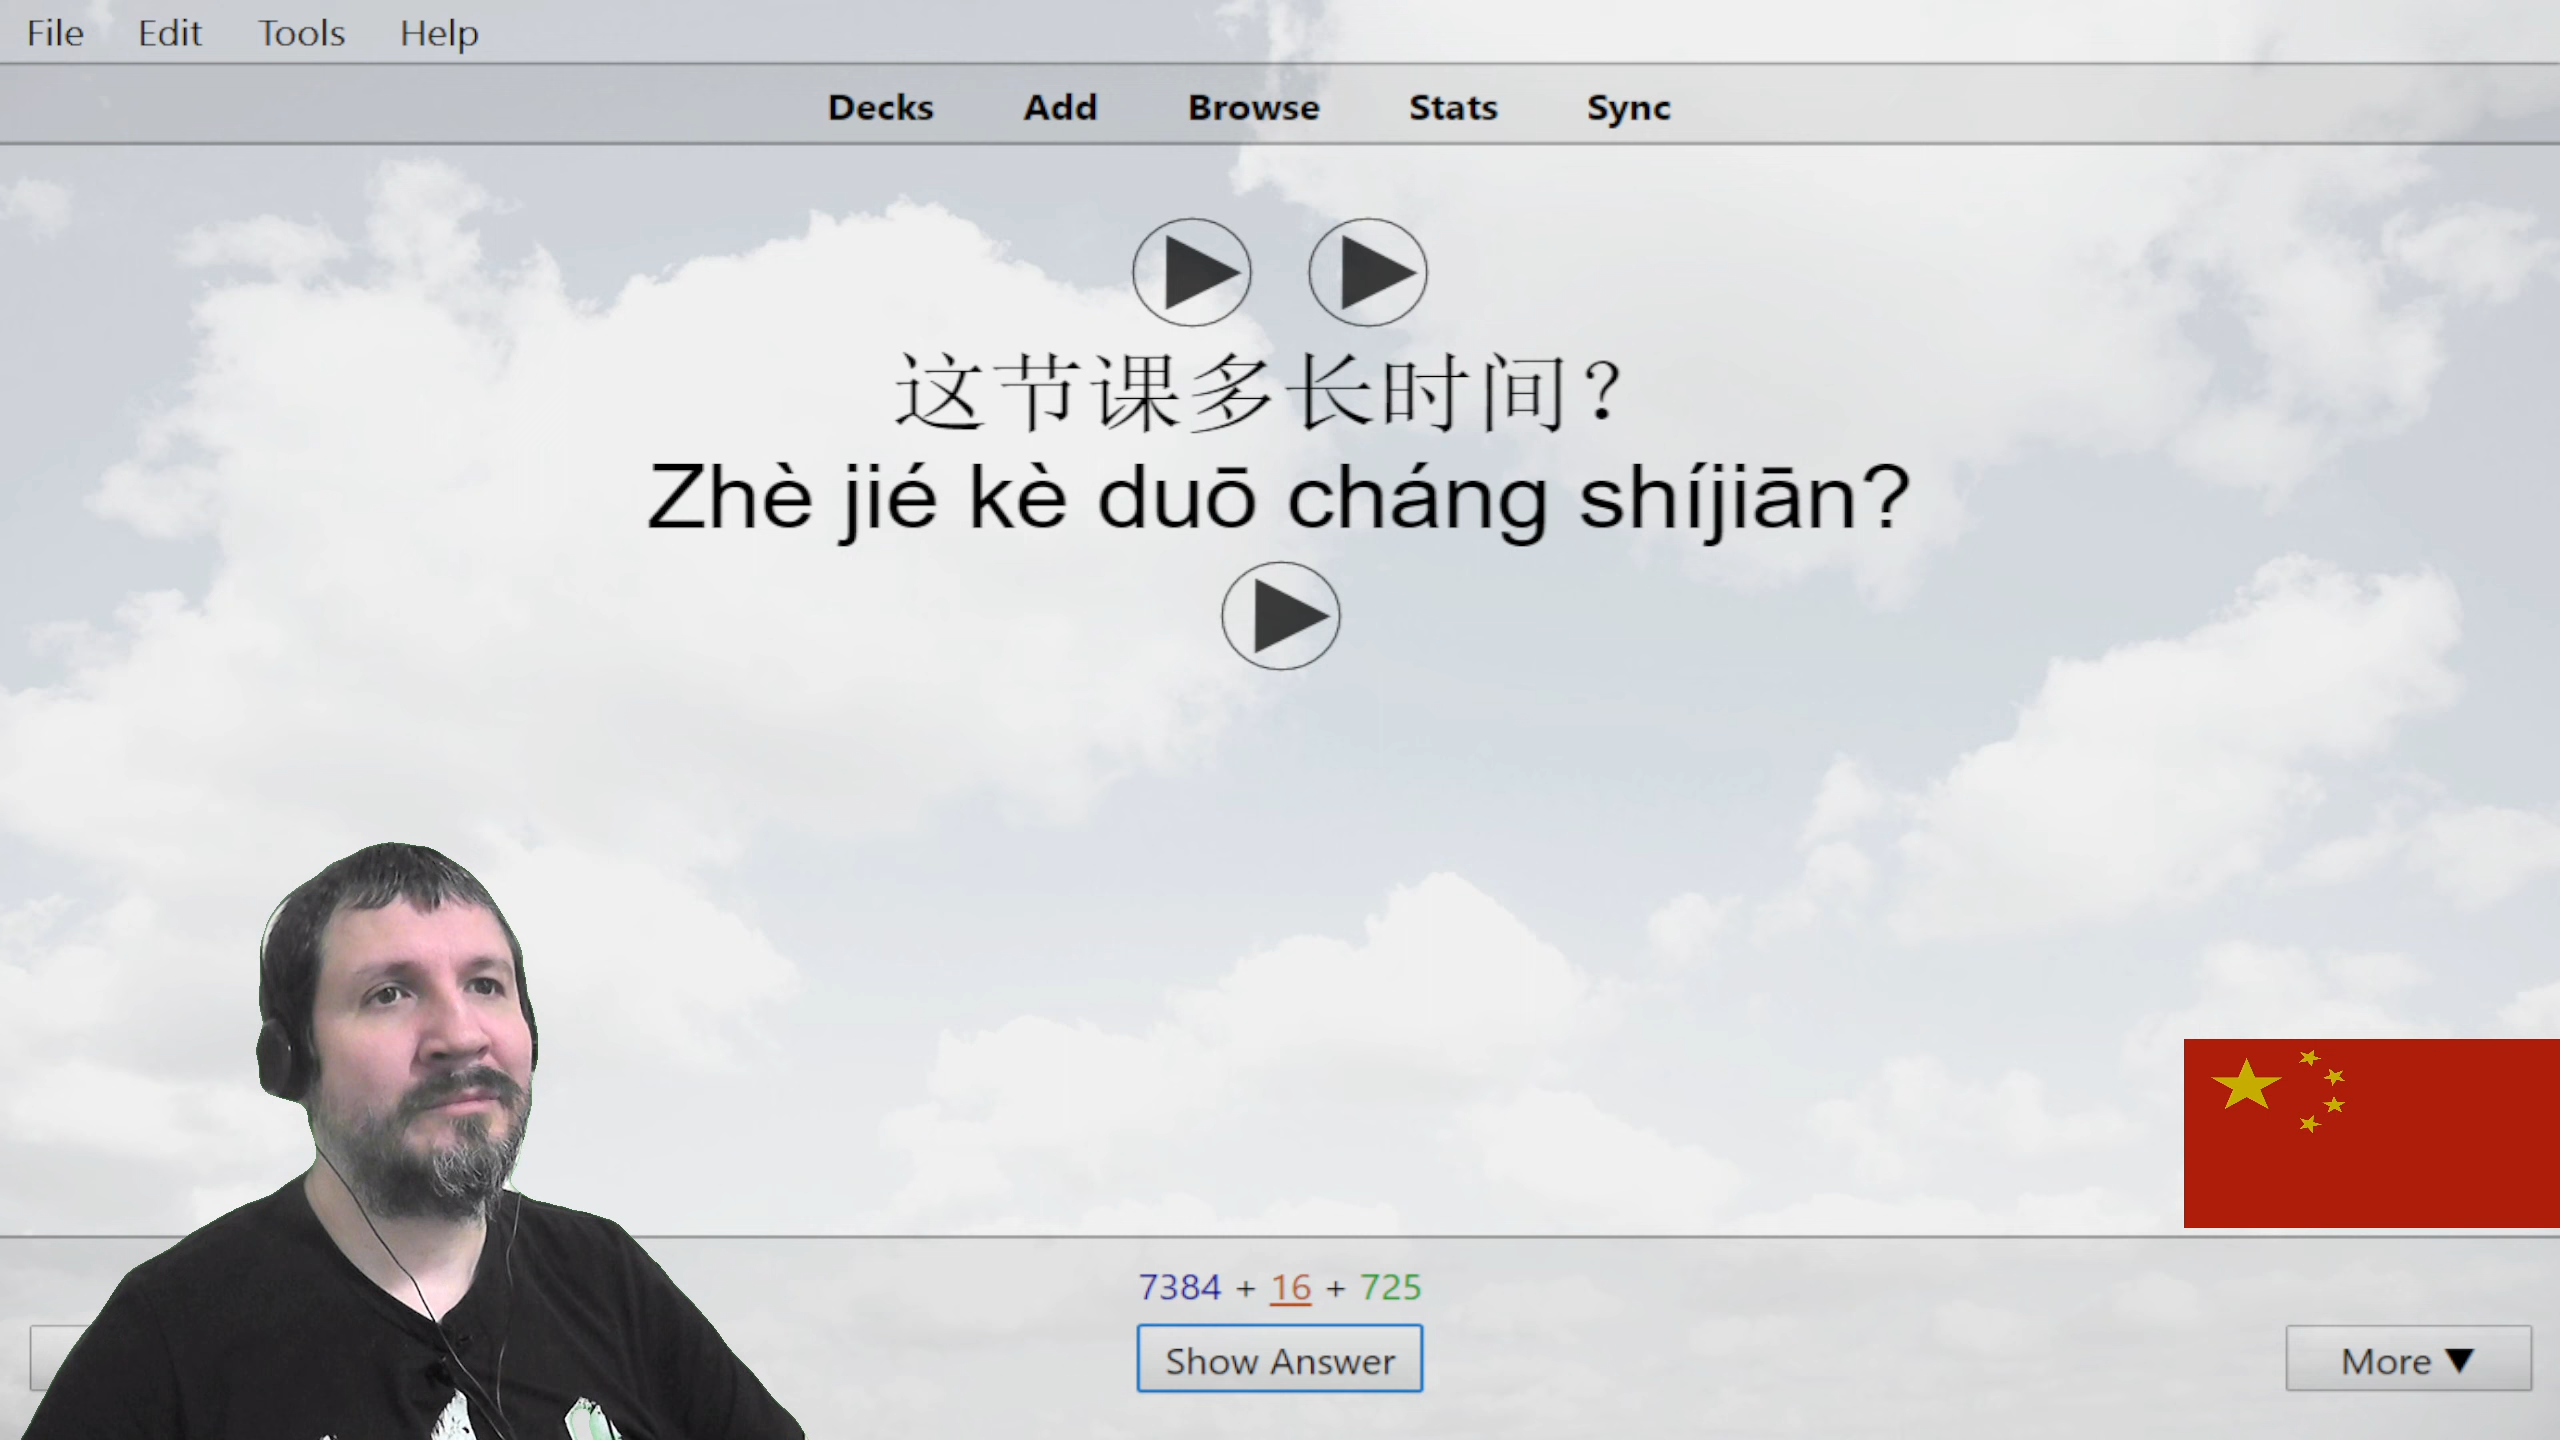 File Edit Tools Help
Decks Add Browse Stats Sync
这节课多长时间？
Zhè jié kè duō cháng shíjiān?
7384 + 16 + 725
Show Answer
More ▼